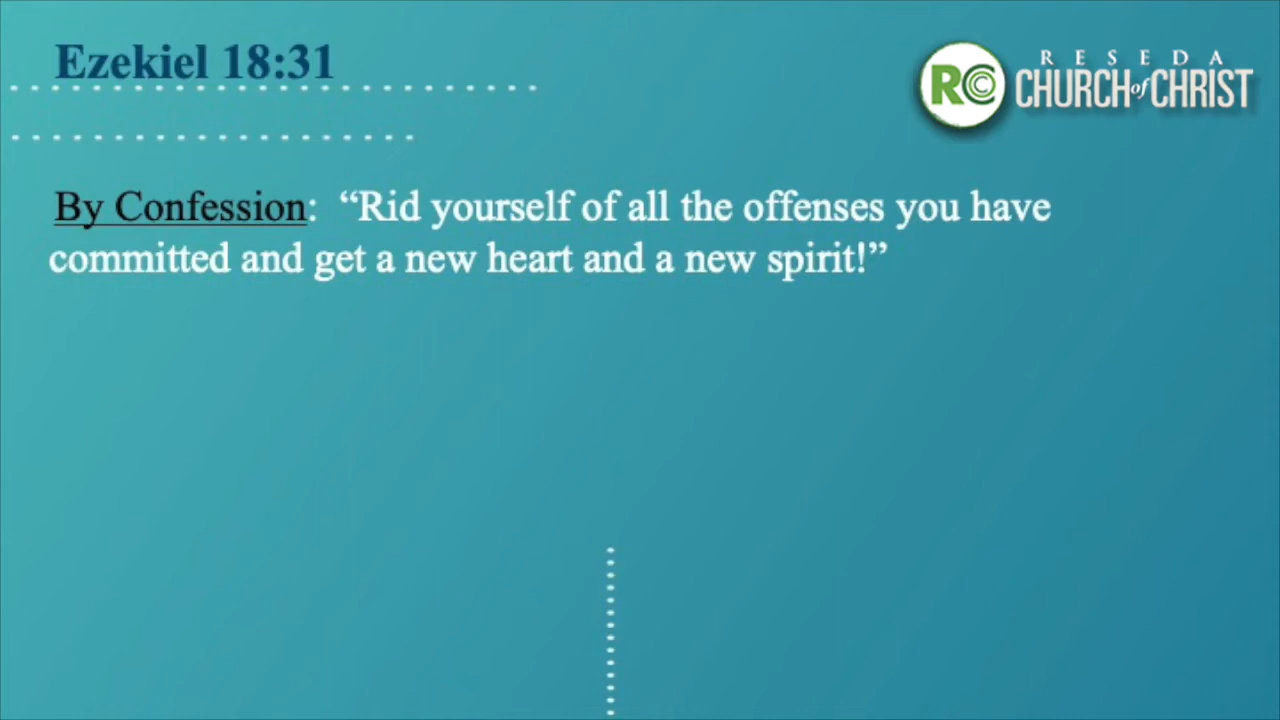 Ezekiel 18:31
RCC
RESEDA
CHURCH of CHRIST
By Confession: “Rid yourself of all the offenses you have
committed and get a new heart and a new spirit!”